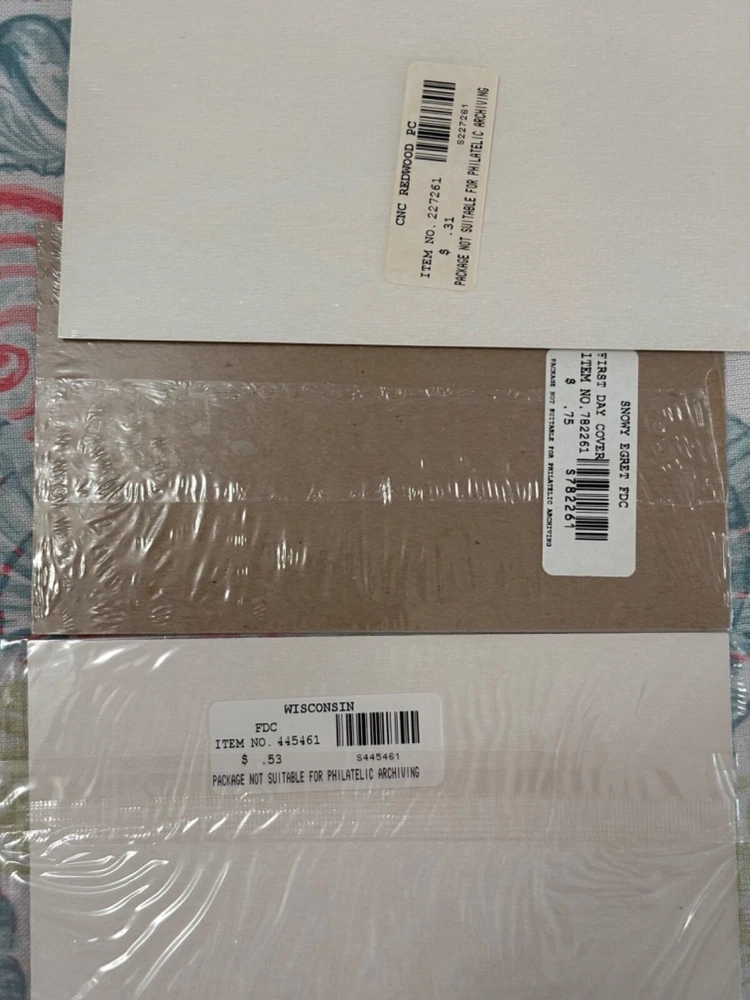 CNC REDWOOD PC
ITEM NO. 227261
$ .31
S227261
PACKAGE NOT SUITABLE FOR PHILATELIC ARCHIVING
SNOWY EGRET FDC
FIRST DAY COVER
ITEM NO. 782261 S782261
$ .75
PACKAGE NOT SUITABLE FOR PHILATELIC ARCHIVING
WISCONSIN
FDC
ITEM NO. 445461
$ .53 S445461
PACKAGE NOT SUITABLE FOR PHILATELIC ARCHIVING